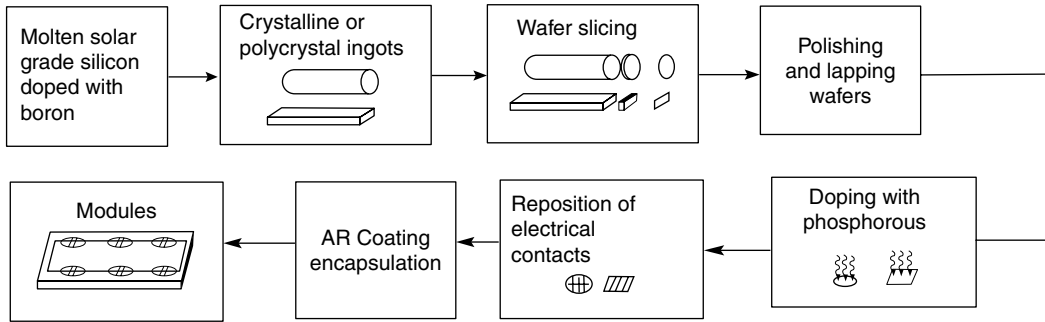 Molten solar
grade silicon
doped with
boron
Crystalline or
polycrystal ingots
Wafer slicing
Polishing
and lapping
wafers
Doping with
phosphorous
Reposition of
electrical
contacts
AR Coating
encapsulation
Modules